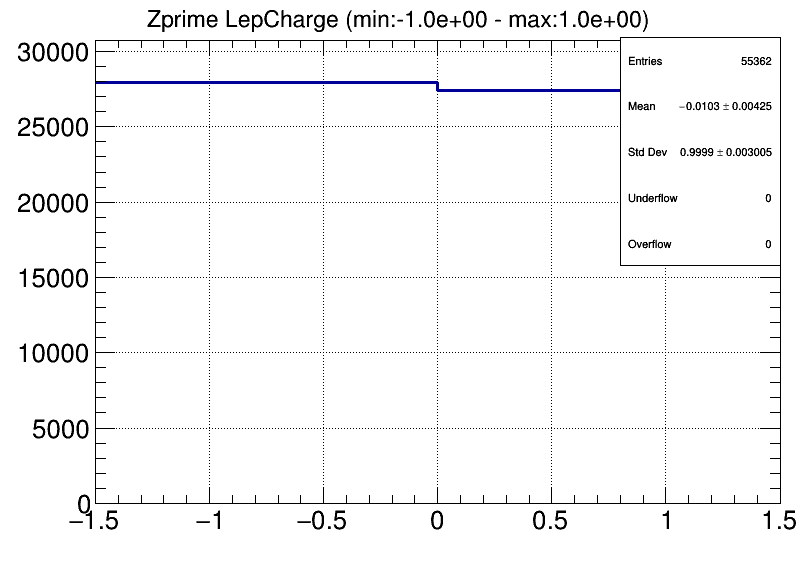 Zprime LepCharge (min:-1.0e+00 - max:1.0e+00)
30000
25000
20000
15000
10000
5000
0
Entries 55362
Mean −0.0103 ± 0.00425
Std Dev 0.9999 ± 0.003005
Underflow 0
Overflow 0
−1.5 −1 −0.5 0 0.5 1 1.5